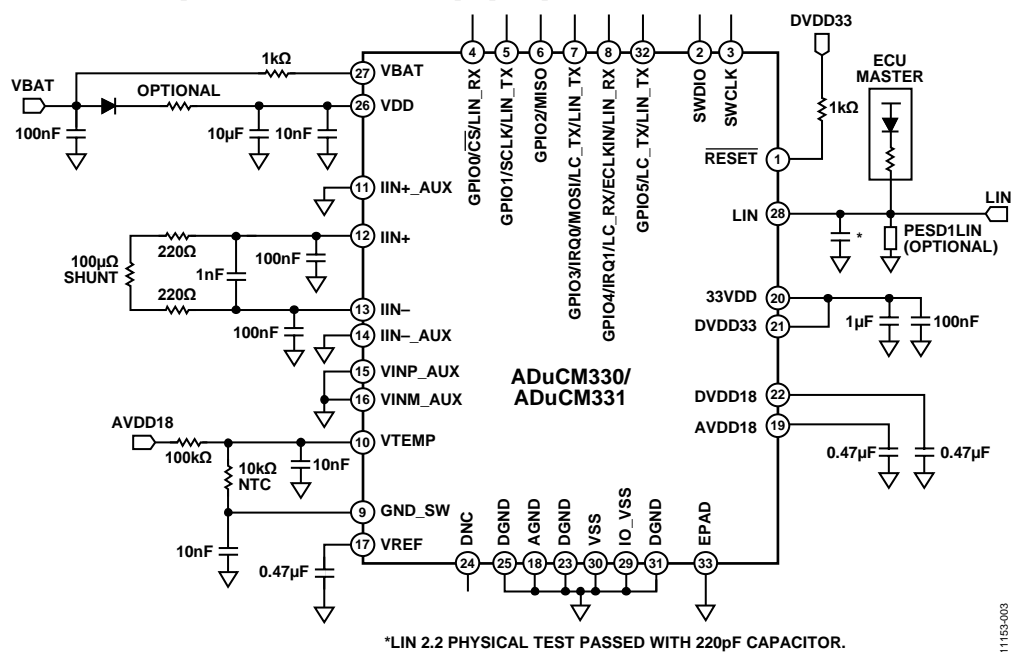 DVDD33
4
5
6
7
8
32
2
3
1kΩ
ECU
MASTER
VBAT
27
VBAT
OPTIONAL
26
VDD
1kΩ
100nF
10µF
10nF
GPIO0/CS/LIN_RX
GPIO1/SCLK/LIN_TX
GPIO2/MISO
GPIO3/IRQ0/MOSI/LC_TX/LIN_TX
GPIO4/IRQ1/LC_RX/ECLKIN/LIN_RX
GPIO5/LC_TX/LIN_TX
SWDIO
SWCLK
RESET
1
11
IIN+_AUX
LIN
28
LIN
12
IIN+
220Ω
100nF
*
PESD1LIN
(OPTIONAL)
100µΩ
SHUNT
1nF
220Ω
33VDD
20
13
IIN–
DVDD33
21
1µF
100nF
100nF
14
IIN–_AUX
15
VINP_AUX
ADuCM330/
ADuCM331
16
VINM_AUX
DVDD18
22
AVDD18
AVDD18
19
10
VTEMP
100kΩ
10kΩ
NTC
10nF
0.47µF
0.47µF
9
GND_SW
DNC
DGND
AGND
DGND
VSS
IO_VSS
DGND
EPAD
10nF
17
VREF
0.47µF
24
25
18
23
30
29
31
33
*LIN 2.2 PHYSICAL TEST PASSED WITH 220pF CAPACITOR.
11153-003